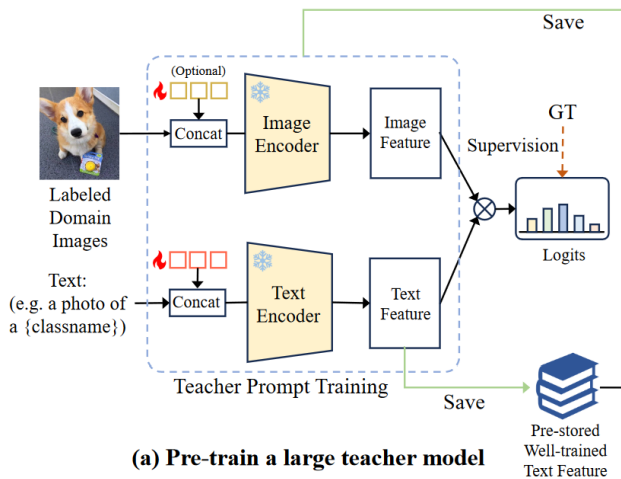 Save
(Optional)
Concat
Image
Encoder
Image
Feature
GT
Supervision
Labeled
Domain
Images
Logits
Text:
(e.g. a photo of
a {classname})
Concat
Text
Encoder
Text
Feature
Teacher Prompt Training
Save
Pre-stored
Well-trained
Text Feature
(a) Pre-train a large teacher model